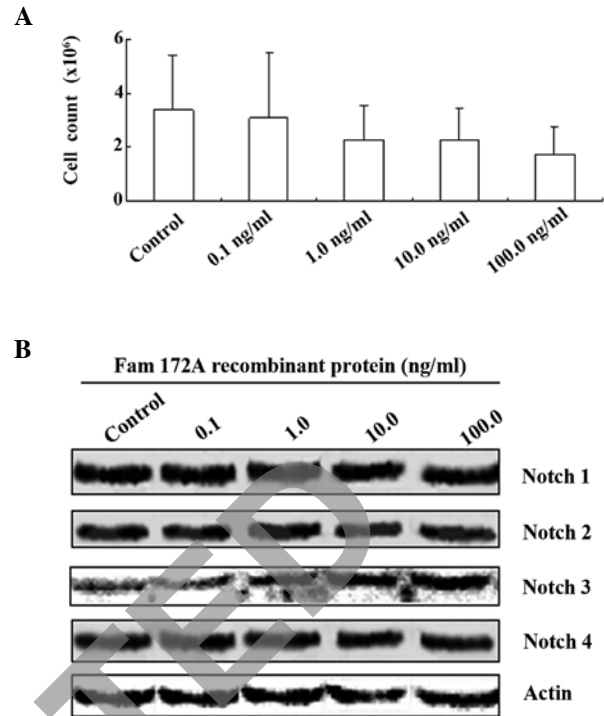 A
Cell count (x10⁶)
6
4
2
0
Control
0.1 ng/ml
1.0 ng/ml
10.0 ng/ml
100.0 ng/ml
B
Fam 172A recombinant protein (ng/ml)
Control 0.1 1.0 10.0 100.0
Notch 1
Notch 2
Notch 3
Notch 4
Actin
TED